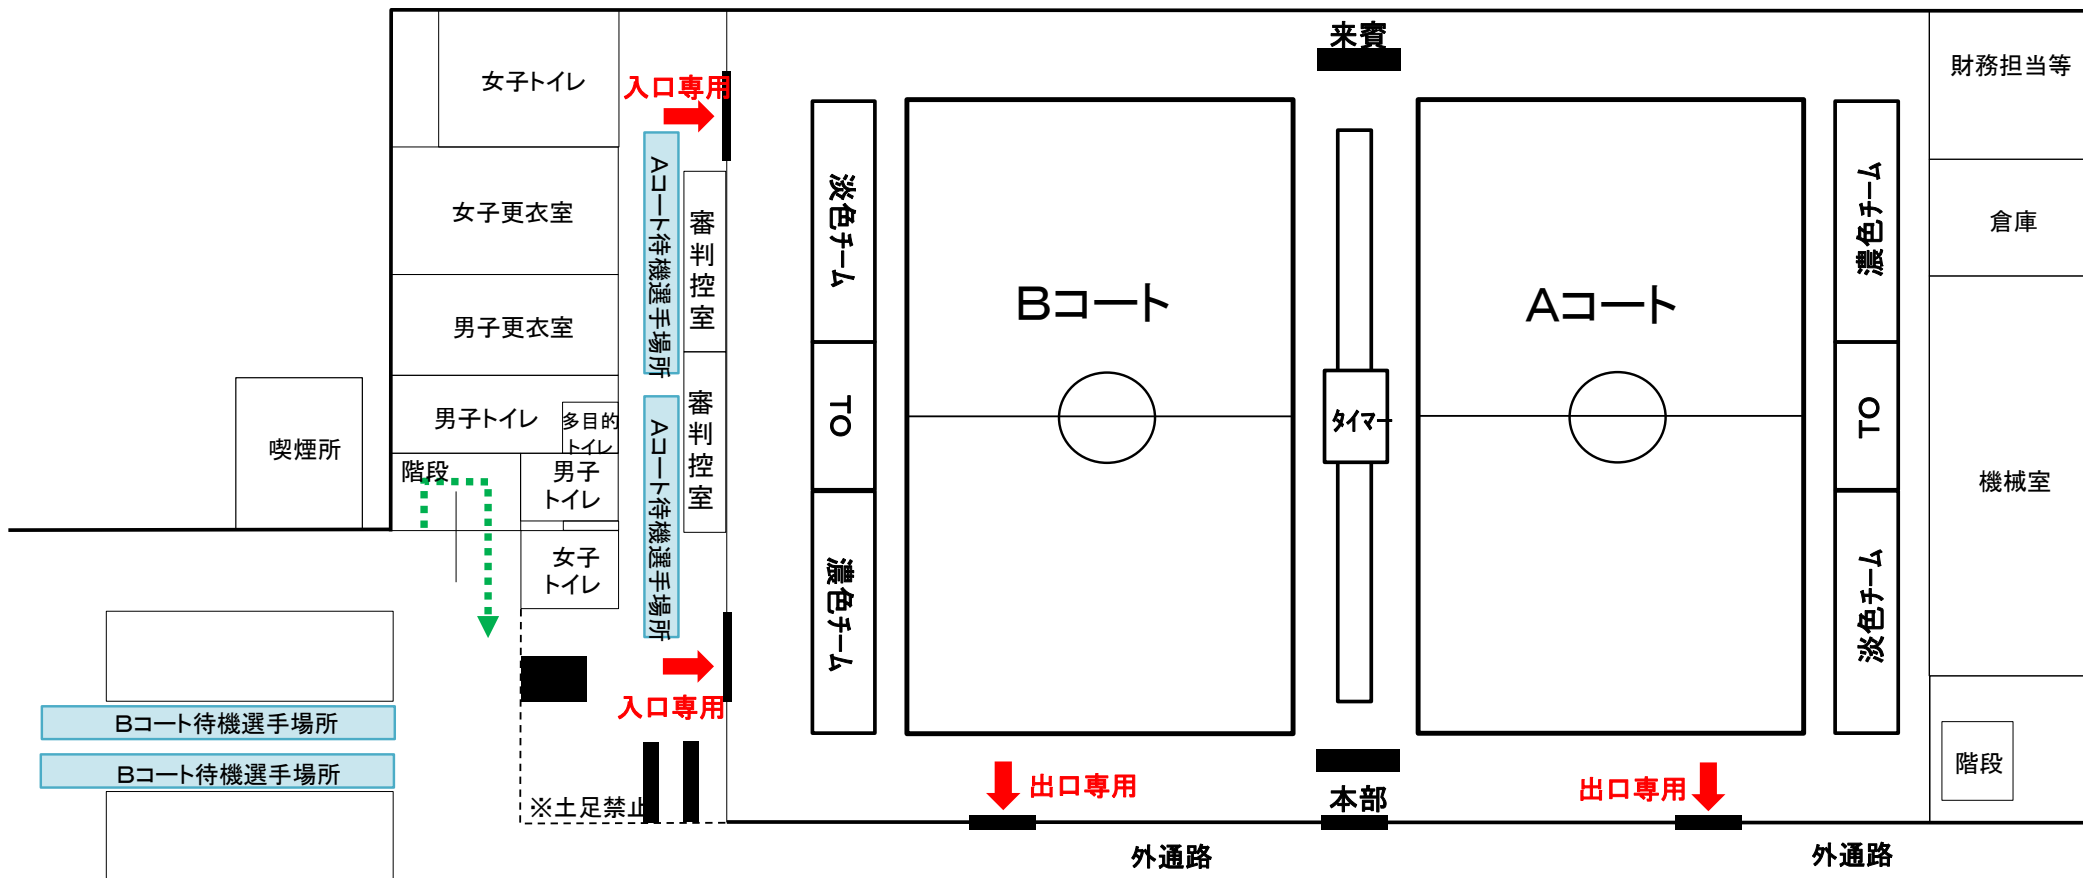 来賓
財務担当等
女子トイレ
入口専用
Aコート待機選手場所
審判控室
淡色チーム
濃色チーム
女子更衣室
倉庫
Bコート
Aコート
男子更衣室
男子トイレ
多目的
トイレ
Aコート待機選手場所
審判控室
TO
タイマー
TO
喫煙所
階段
男子
トイレ
機械室
女子
トイレ
濃色チーム
淡色チーム
入口専用
Bコート待機選手場所
Bコート待機選手場所
階段
出口専用
出口専用
本部
※土足禁止
外通路
外通路